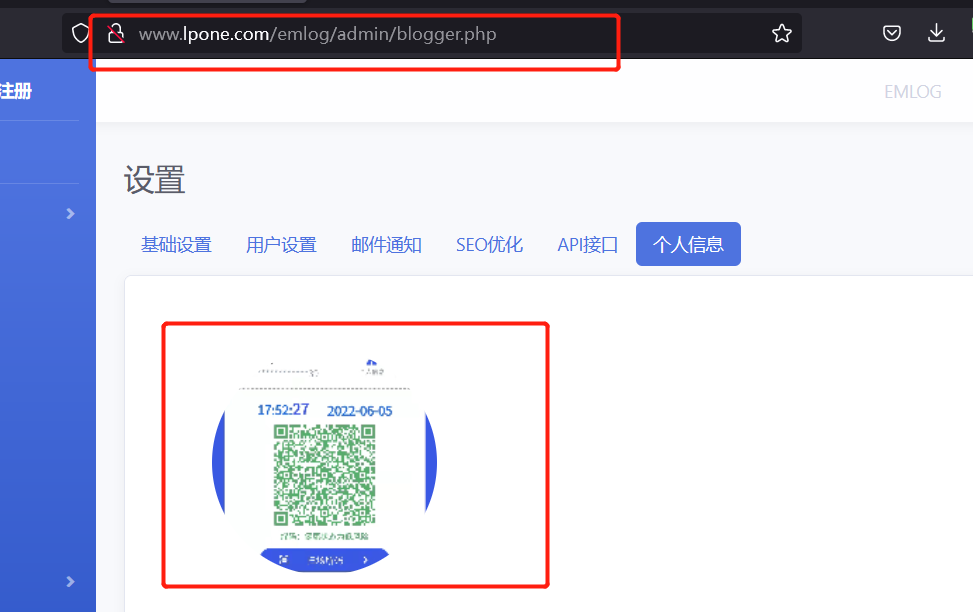 www.lpone.com/emlog/admin/blogger.php
注册
EMLOG
设置
基础设置 用户设置 邮件通知 SEO优化 API接口 个人信息
17:52:27 2022-06-05